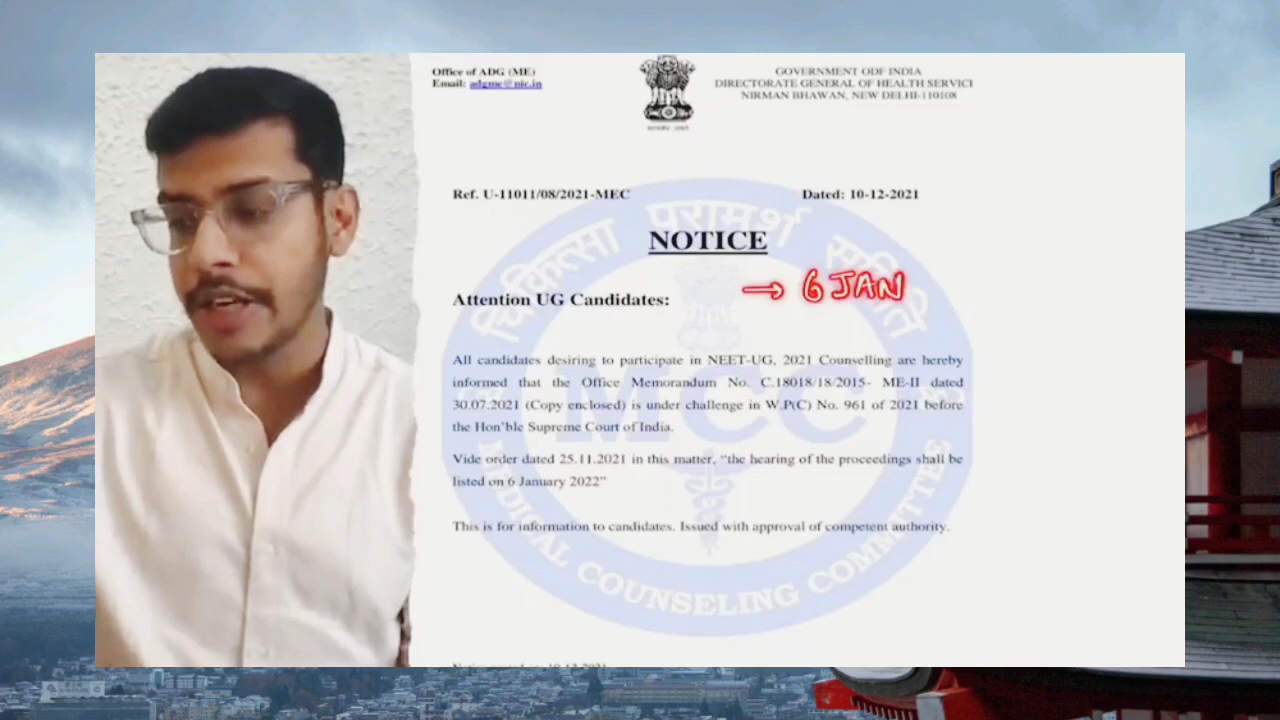 Office of ADG (ME)
Email: adgme@nic.in
GOVERNMENT ODF INDIA
DIRECTORATE GENERAL OF HEALTH SERVICI
NIRMAN BHAWAN, NEW DELHI-110108
Ref. U-11011/08/2021-MEC
Dated: 10-12-2021
चिकित्सा परामर्श समिति
NOTICE
→ 6 JAN
Attention UG Candidates:
All candidates desiring to participate in NEET-UG, 2021 Counselling are hereby
informed that the Office Memorandum No. C.18018/18/2015- ME-II dated
30.07.2021 (Copy enclosed) is under challenge in W.P(C) No. 961 of 2021 before
the Hon'ble Supreme Court of India.
MCC
Vide order dated 25.11.2021 in this matter, “the hearing of the proceedings shall be
listed on 6 January 2022”
This is for information to candidates. Issued with approval of competent authority.
COUNSELING COMMITTEE